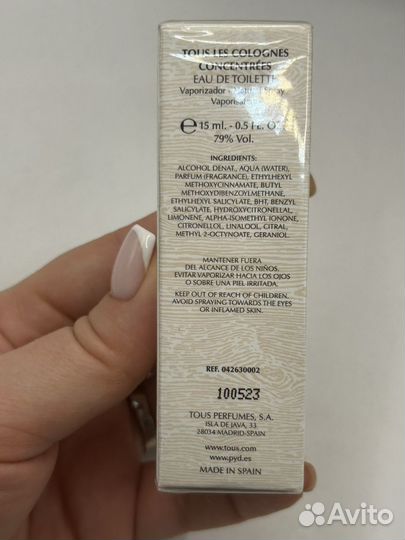 TOUS LES COLOGNES
CONCENTRÉES
EAU DE TOILETTE
Vaporizador - Natural Spray
℮ 15 ml. - 0.5 FL. O
79% Vol.
INGREDIENTS:
ALCOHOL DENAT., AQUA (WATER),
PARFUM (FRAGRANCE), ETHYLHEXYL
METHOXYCINNAMATE, BUTYL
METHOXYDIBENZOYLMETHANE,
ETHYLHEXYL SALICYLATE, BHT, BENZYL
SALICYLATE, HYDROXYCITRONELLAL,
LIMONENE, ALPHA-ISOMETHYL IONONE,
CITRONELLOL, LINALOOL, CITRAL,
METHYL 2-OCTYNOATE, GERANIOL.
MANTENER FUERA
DEL ALCANCE DE LOS NIÑOS.
EVITAR VAPORIZAR HACIA LOS OJOS
O SOBRE UNA PIEL IRRITADA.
KEEP OUT OF REACH OF CHILDREN.
AVOID SPRAYING TOWARDS THE EYES
OR INFLAMED SKIN.
REF. 042630002
100523
TOUS PERFUMES, S.A.
ISLA DE JAVA, 33
28034 MADRID-SPAIN
www.tous.com
www.pyd.es
MADE IN SPAIN
Avito